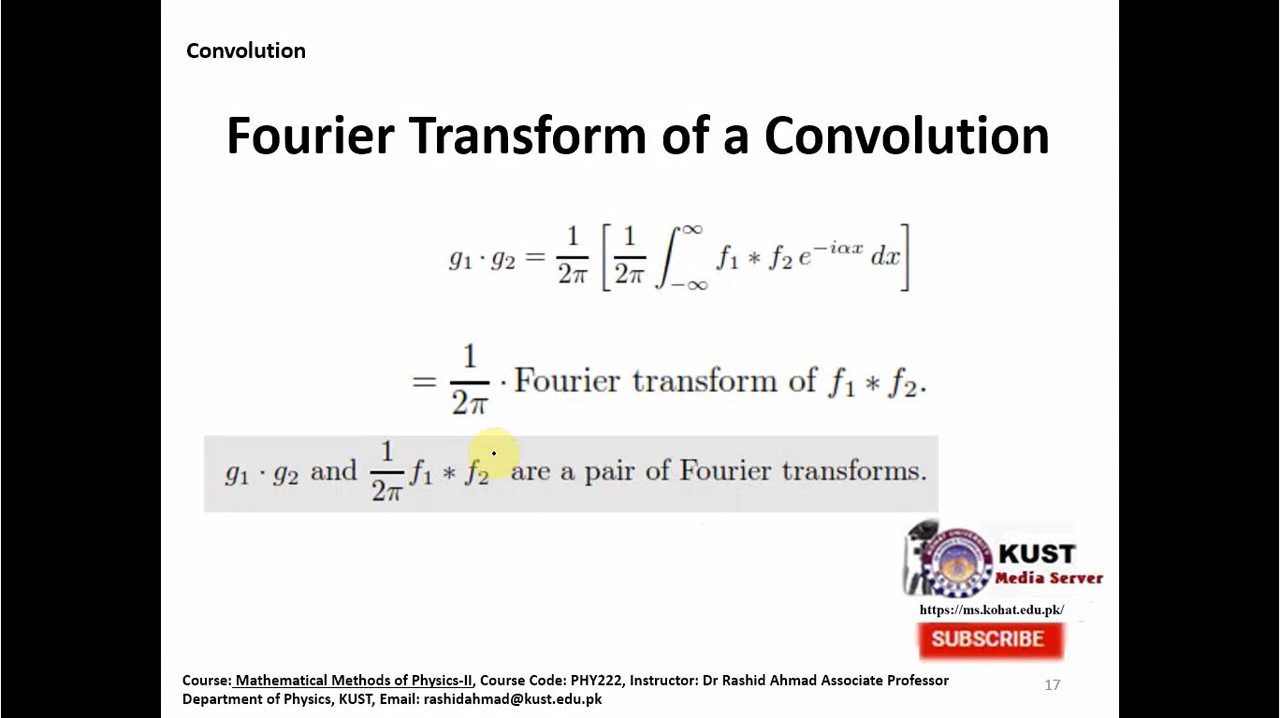 Convolution
Fourier Transform of a Convolution
g₁ · g₂ = 1/2π [ 1/2π ∫_{-∞}^{∞} f₁ * f₂ e^{-iαx} dx ]
= 1/2π · Fourier transform of f₁ * f₂.
g₁ · g₂ and 1/2π f₁ * f₂ are a pair of Fourier transforms.
KUST
Media Server
https://ms.kohat.edu.pk/
SUBSCRIBE
Course: Mathematical Methods of Physics-II, Course Code: PHY222, Instructor: Dr Rashid Ahmad Associate Professor
Department of Physics, KUST, Email: rashidahmad@kust.edu.pk
17